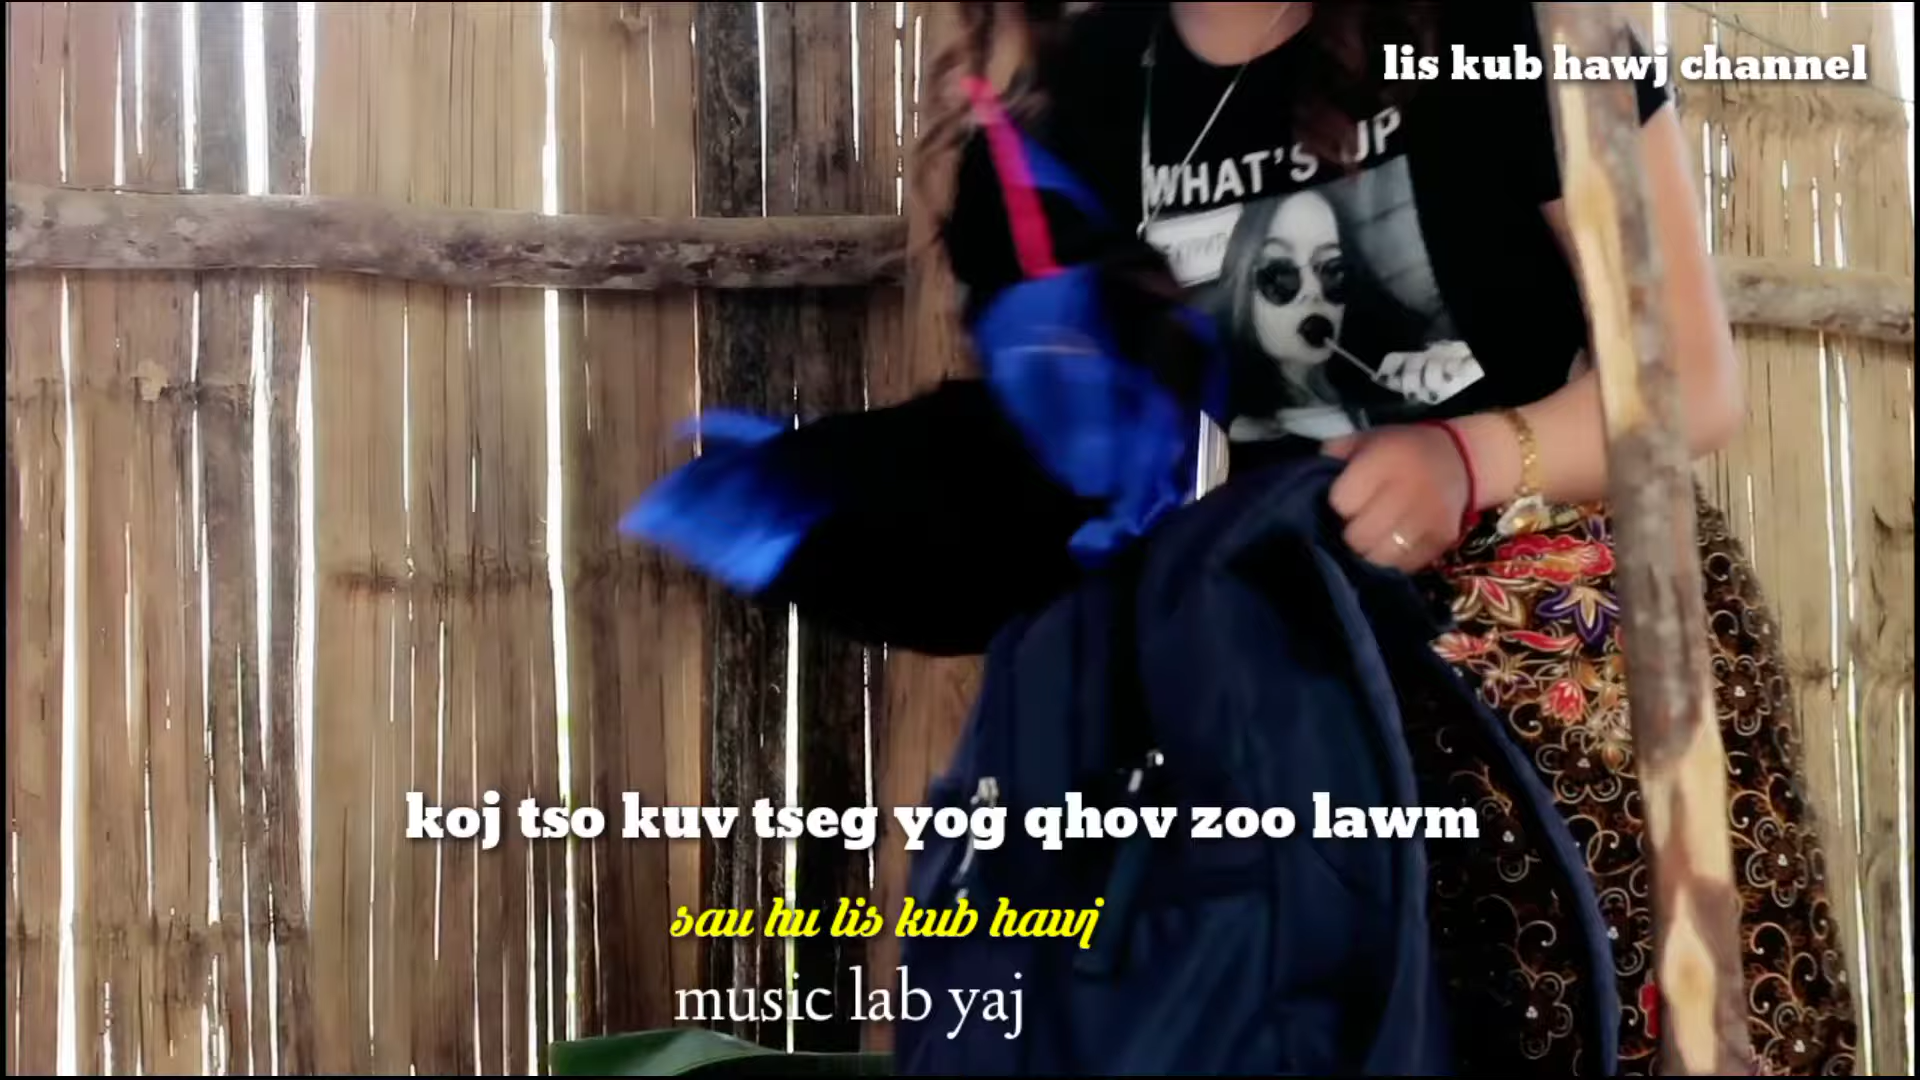 lis kub hawj channel
WHAT'S UP
koj tso kuv tseg yog qhov zoo lawm
sau hu lis kub hawj
music lab yaj